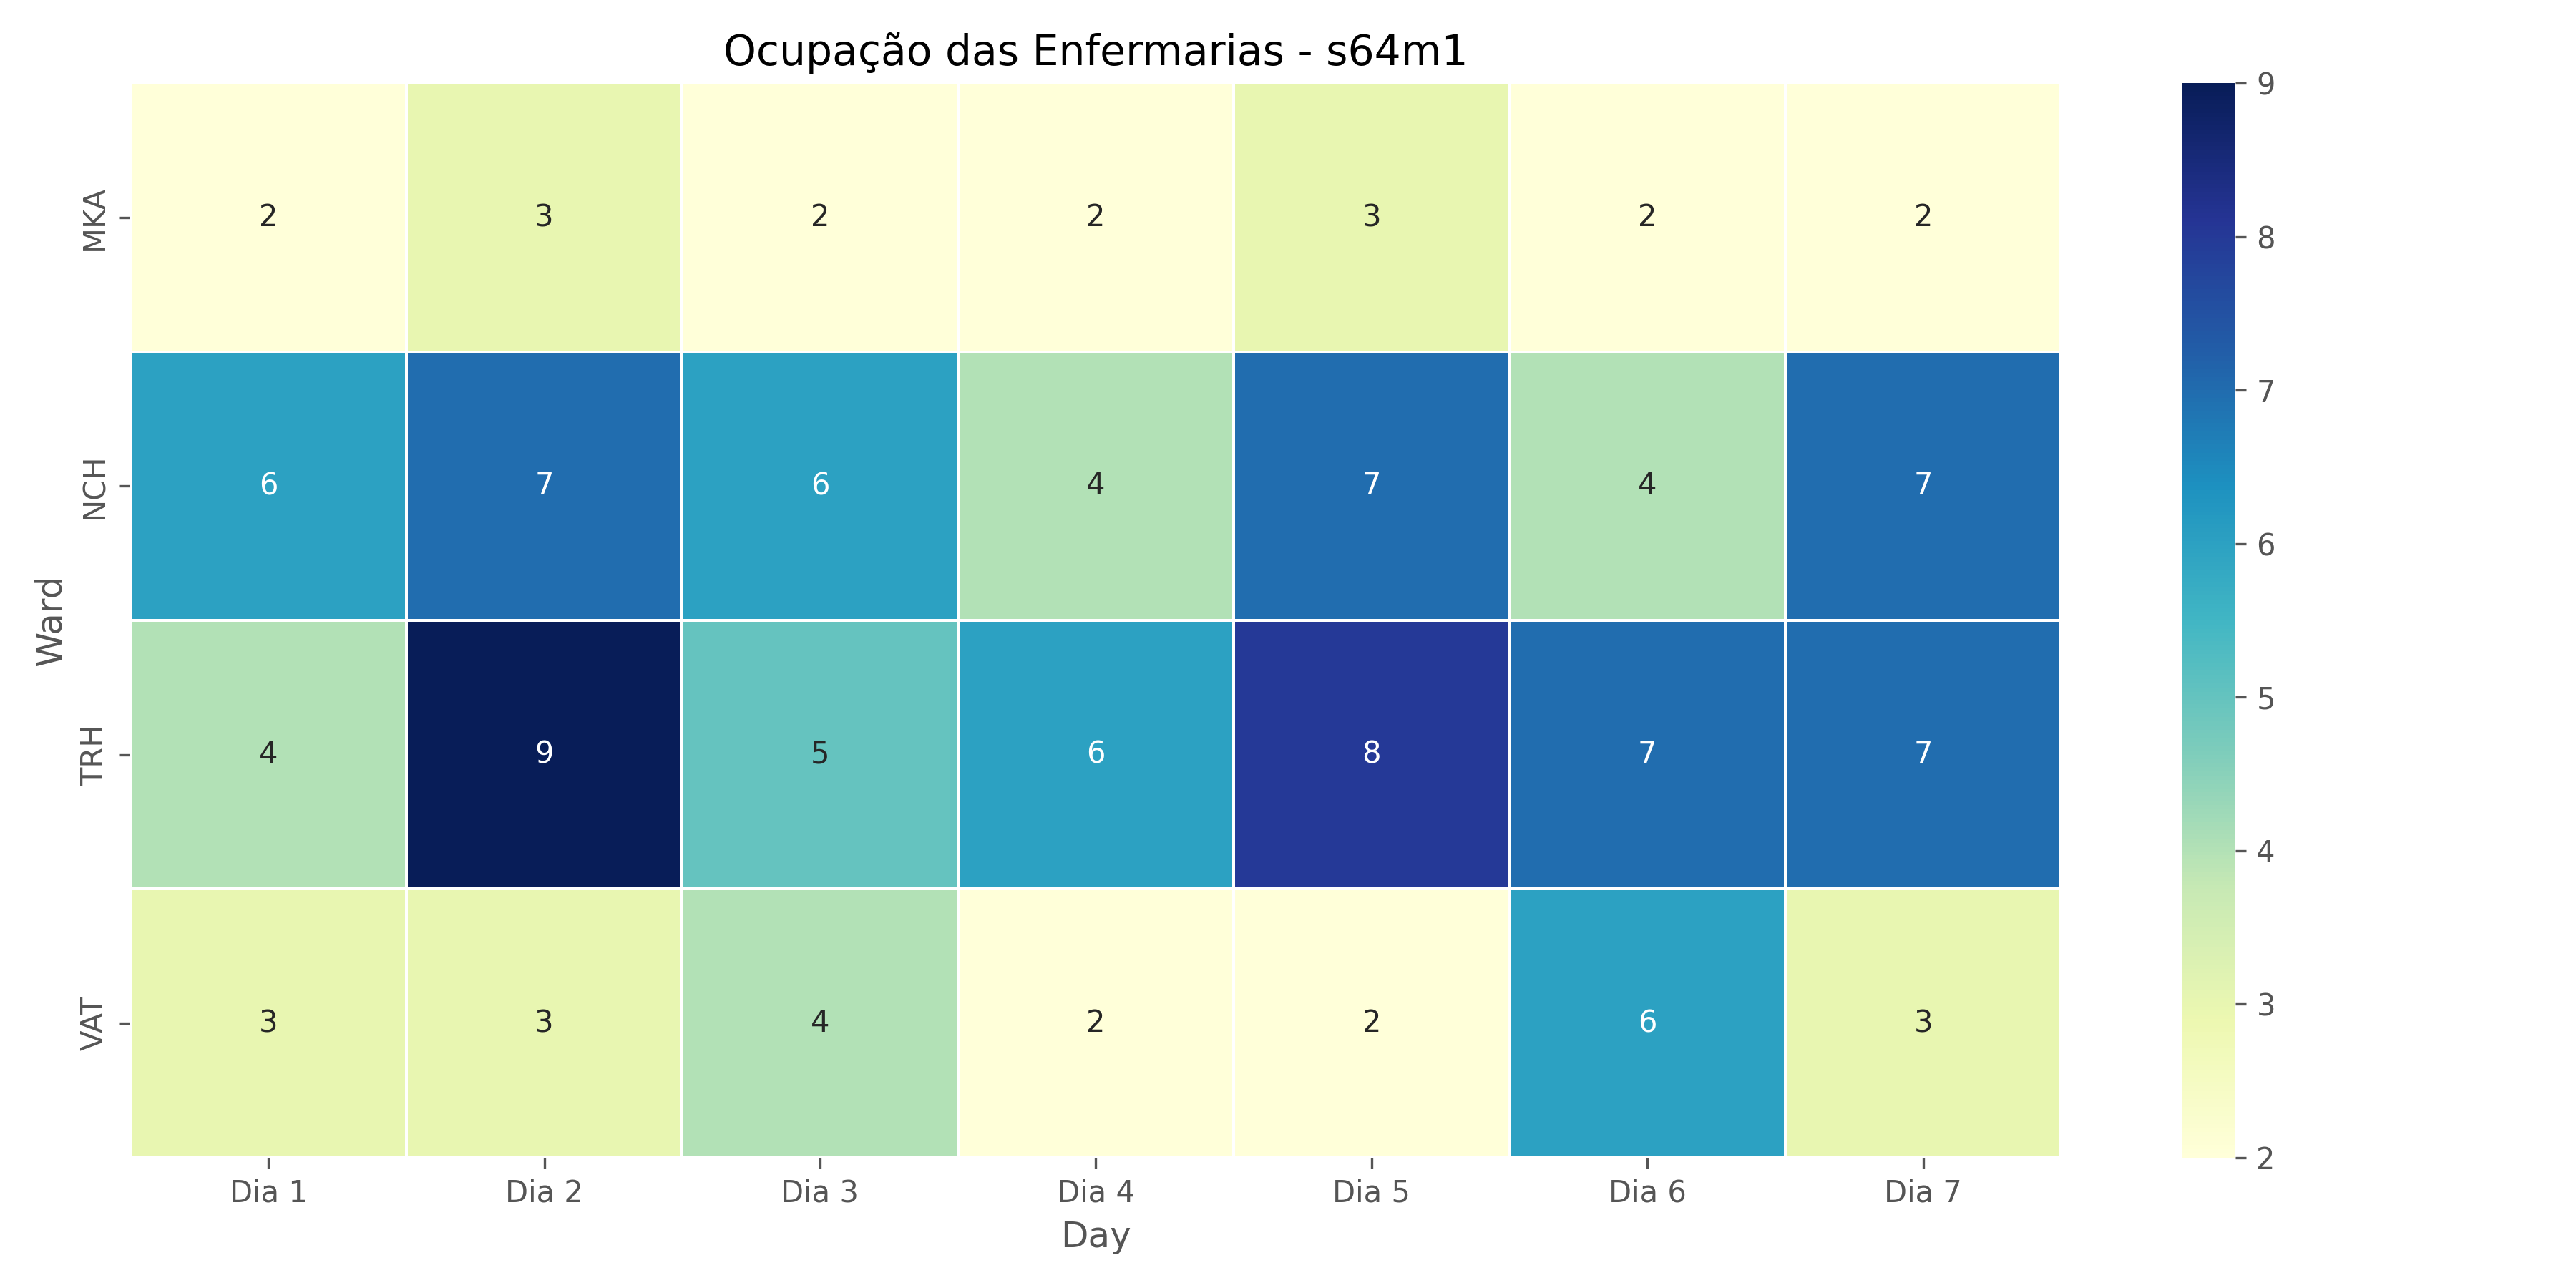 Ocupação das Enfermarias - s64m1
MKA 2 3 2 2 3 2 2
NCH 6 7 6 4 7 4 7
TRH 4 9 5 6 8 7 7
VAT 3 3 4 2 2 6 3
Ward
Dia 1 Dia 2 Dia 3 Dia 4 Dia 5 Dia 6 Dia 7
Day
9
8
7
6
5
4
3
2